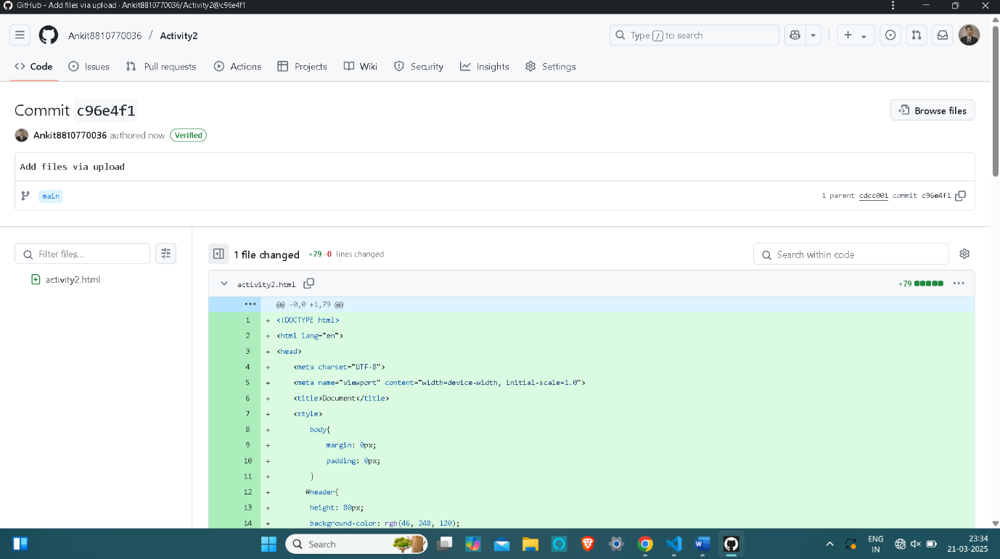 GitHub - Add files via upload · Ankit8810770036/Activity2@c96e4f1
Ankit8810770036 / Activity2
Type / to search
Code Issues Pull requests Actions Projects Wiki Security Insights Settings
Commit c96e4f1
Browse files
Ankit8810770036 authored now Verified
Add files via upload
main
1 parent cdcc001 commit c96e4f1
Filter files...
1 file changed +79 -0 lines changed
Search within code
activity2.html
activity2.html
+79
@@ -0,0 +1,79 @@
1 + <!DOCTYPE html>
2 + <html lang="en">
3 + <head>
4 + <meta charset="UTF-8">
5 + <meta name="viewport" content="width=device-width, initial-scale=1.0">
6 + <title>Document</title>
7 + <style>
8 + body{
9 + margin: 0px;
10 + padding: 0px;
11 + }
12 + #header{
13 + height: 80px;
14 + background-color: rgb(46, 248, 120);
Search
ENG
IN
23:34
21-03-2025